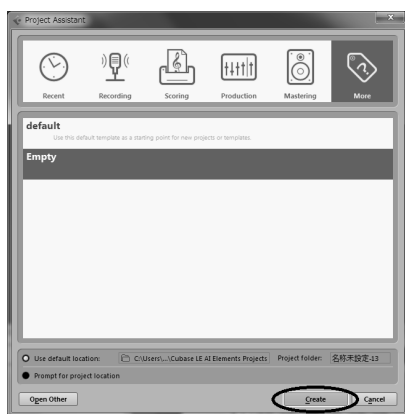 Project Assistant
Recent Recording Scoring Production Mastering More
default
Use this default template as a starting point for new projects or templates.
Empty
Use default location: C:\Users\...\Cubase LE AI Elements Projects Project folder: 名称未設定-13
Prompt for project location
Open Other Create Cancel